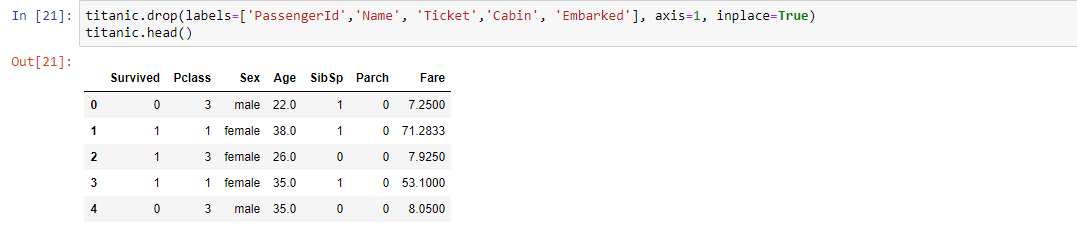 In [21]: titanic.drop(labels=['PassengerId','Name', 'Ticket','Cabin', 'Embarked'], axis=1, inplace=True)
titanic.head()
Out[21]:
Survived Pclass Sex Age SibSp Parch Fare
0 0 3 male 22.0 1 0 7.2500
1 1 1 female 38.0 1 0 71.2833
2 1 3 female 26.0 0 0 7.9250
3 1 1 female 35.0 1 0 53.1000
4 0 3 male 35.0 0 0 8.0500